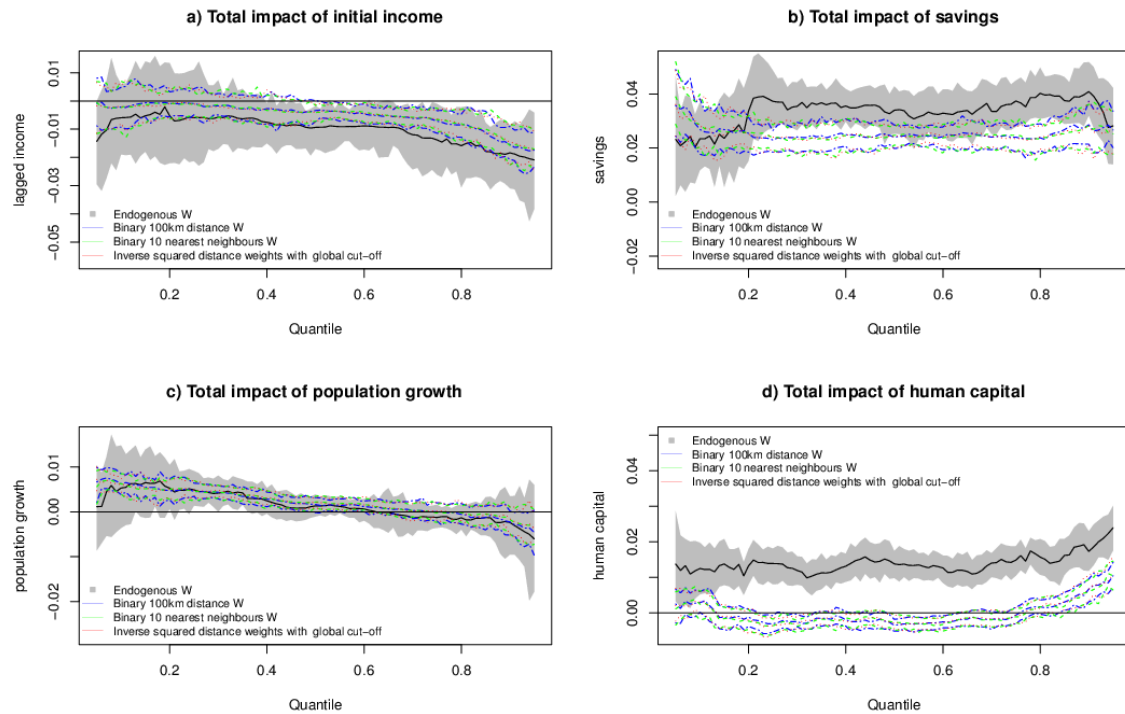 a) Total impact of initial income
lagged income
0.01
−0.01
−0.03
−0.05
Endogenous W
Binary 100km distance W
Binary 10 nearest neighbours W
Inverse squared distance weights with global cut−off
0.2
0.4
0.6
0.8
Quantile
b) Total impact of savings
savings
0.04
0.02
0.00
−0.02
Endogenous W
Binary 100km distance W
Binary 10 nearest neighbours W
Inverse squared distance weights with global cut−off
0.2
0.4
0.6
0.8
Quantile
c) Total impact of population growth
population growth
0.01
0.00
−0.02
Endogenous W
Binary 100km distance W
Binary 10 nearest neighbours W
Inverse squared distance weights with global cut−off
0.2
0.4
0.6
0.8
Quantile
d) Total impact of human capital
human capital
0.04
0.02
0.00
Endogenous W
Binary 100km distance W
Binary 10 nearest neighbours W
Inverse squared distance weights with global cut−off
0.2
0.4
0.6
0.8
Quantile